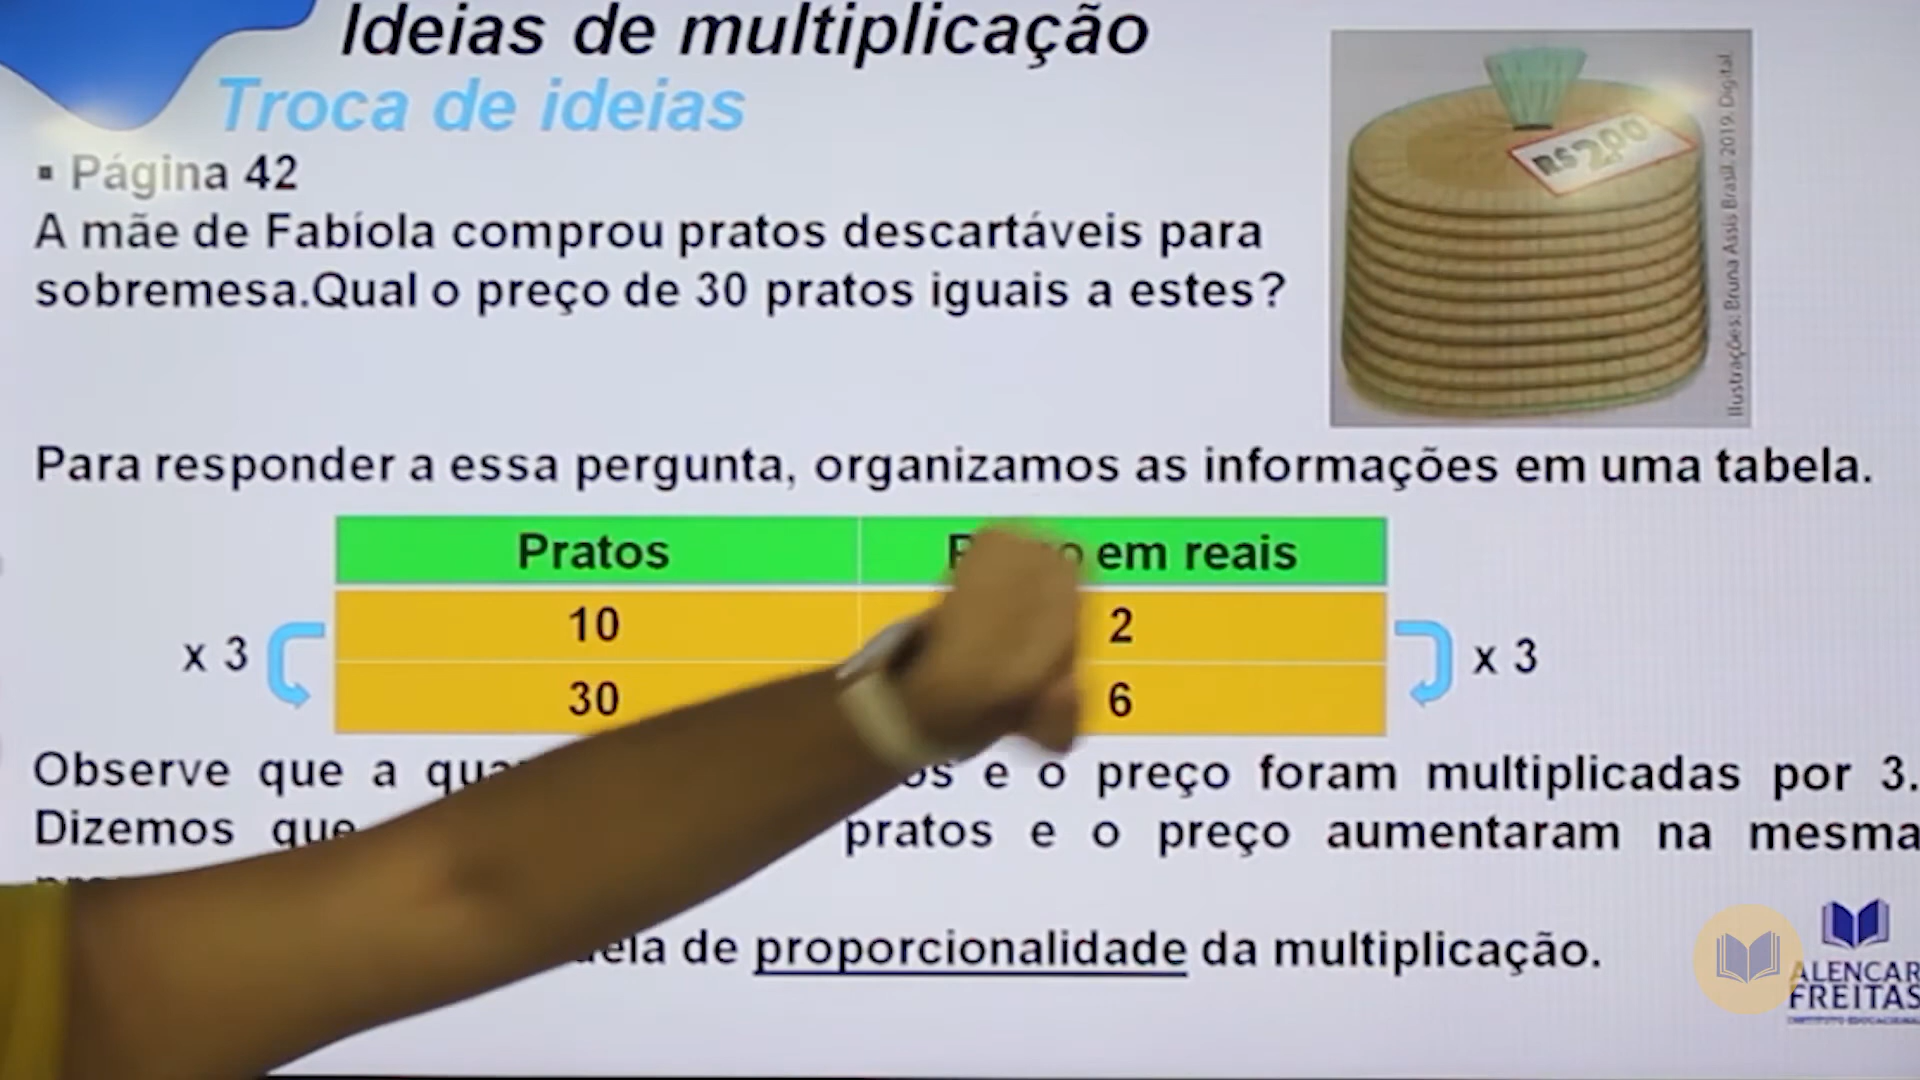 Ideias de multiplicação
Troca de ideias
▪ Página 42
A mãe de Fabíola comprou pratos descartáveis para
sobremesa.Qual o preço de 30 pratos iguais a estes?
R$2,00
Ilustrações: Bruna Assis Brasil. 2019. Digital.
Para responder a essa pergunta, organizamos as informações em uma tabela.
Pratos em reais
10 2
x 3 x 3
30 6
Observe que a e o preço foram multiplicadas por 3.
Dizemos que pratos e o preço aumentaram na mesma
de proporcionalidade da multiplicação.
ALENCAR
FREITAS